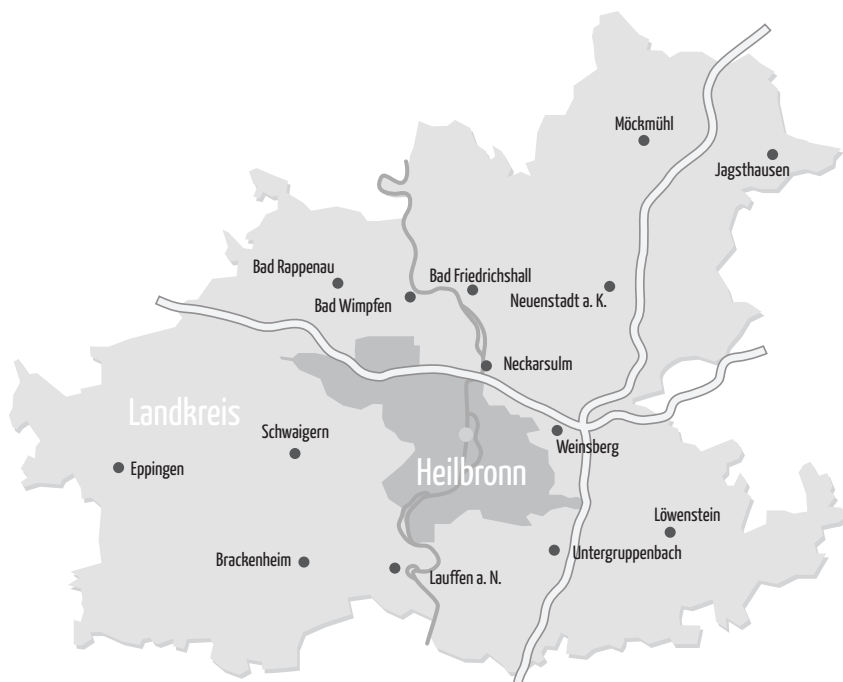 Möckmühl
Jagsthausen
Bad Rappenau
Bad Friedrichshall
Bad Wimpfen
Neuenstadt a. K.
Neckarsulm
Landkreis
Schwaigern
Weinsberg
Eppingen
Heilbronn
Löwenstein
Untergruppenbach
Brackenheim
Lauffen a. N.